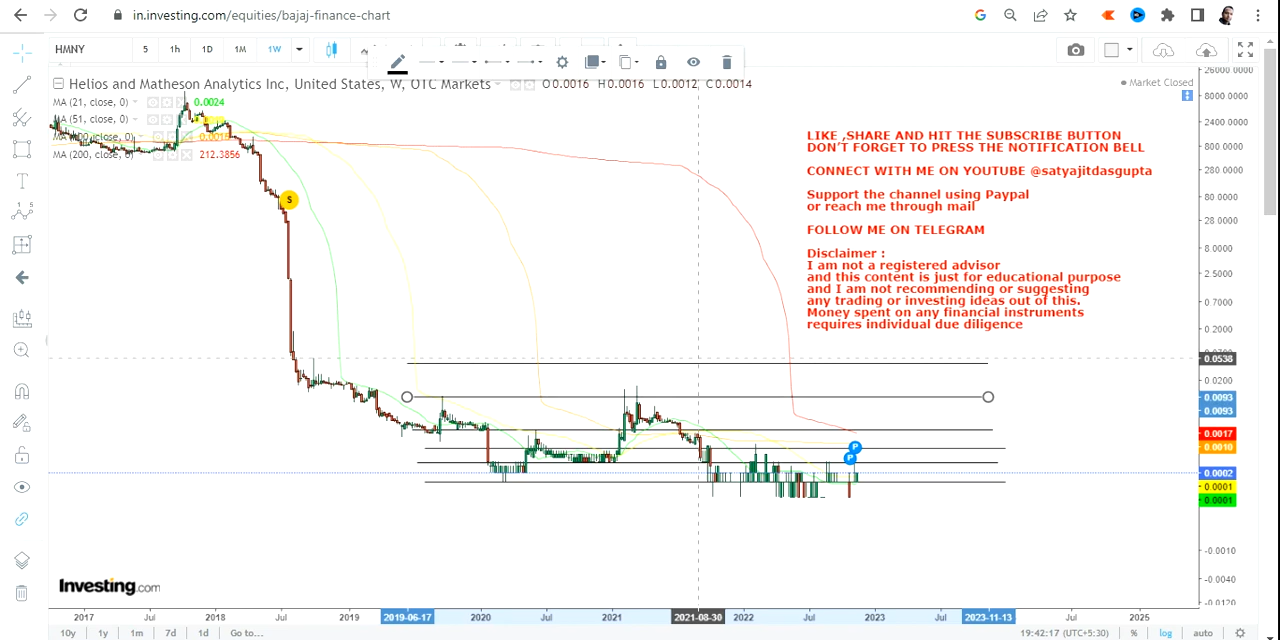 in.investing.com/equities/bajaj-finance-chart
HMNY 5 1h 1D 1M 1W
Helios and Matheson Analytics Inc, United States, W, OTC Markets O0.0016 H0.0016 L0.0012 C0.0014
Market Closed
MA (21, close, 0) 0.0024
MA (51, close, 0)
MA (200, close, 0) 212.3856
LIKE ,SHARE AND HIT THE SUBSCRIBE BUTTON
DON'T FORGET TO PRESS THE NOTIFICATION BELL
CONNECT WITH ME ON YOUTUBE @satyajitdasgupta
Support the channel using Paypal
or reach me through mail
FOLLOW ME ON TELEGRAM
Disclaimer :
I am not a registered advisor
and this content is just for educational purpose
and I am not recommending or suggesting
any trading or investing ideas out of this.
Money spent on any financial instruments
requires individual due diligence
S
P
P
8000.0000
2400.0000
800.0000
280.0000
80.0000
28.0000
8.0000
2.5000
0.7000
0.2000
0.0538
0.0200
0.0093
0.0093
0.0017
0.0010
0.0002
0.0001
0.0001
-0.0010
-0.0040
-0.0120
Investing.com
2017 Jul 2018 Jul 2019 2019-06-17 2020 Jul 2021 2021-08-30 2022 Jul 2023 Jul 2023-11-13 Jul 2025
10y 1y 1m 7d 1d Go to... 19:42:17 (UTC+5:30) % log auto